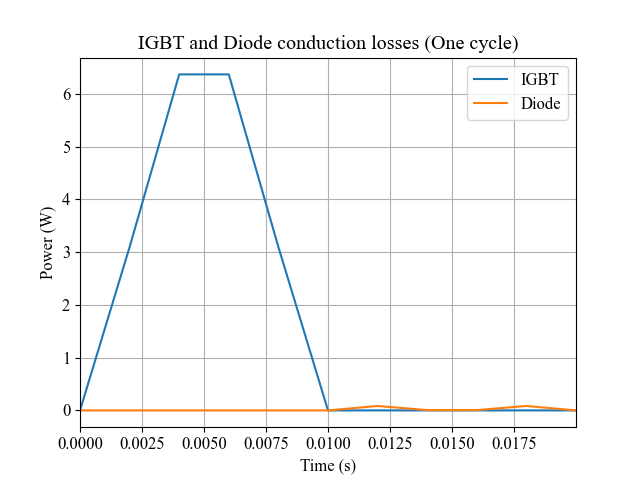 IGBT and Diode conduction losses (One cycle)
IGBT
Diode
6
5
4
3
2
1
0
Power (W)
0.0000 0.0025 0.0050 0.0075 0.0100 0.0125 0.0150 0.0175
Time (s)